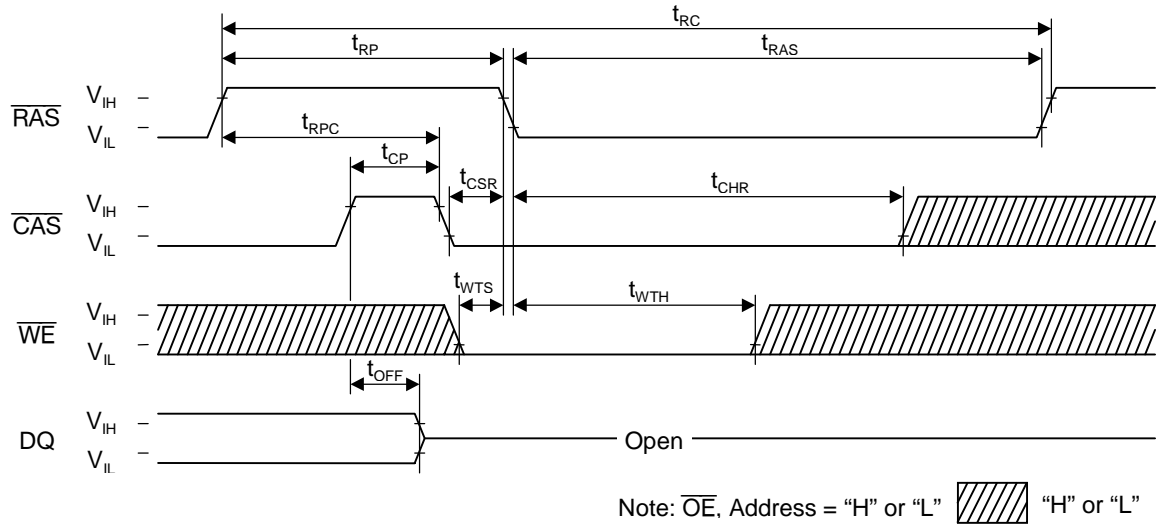 tRC
tRP
tRAS
RAS
VIH
VIL
tRPC
tCP
tCSR
tCHR
CAS
VIH
VIL
tWTS
tWTH
WE
VIH
VIL
tOFF
DQ
VIH
VIL
Open
Note: OE, Address = “H” or “L” “H” or “L”